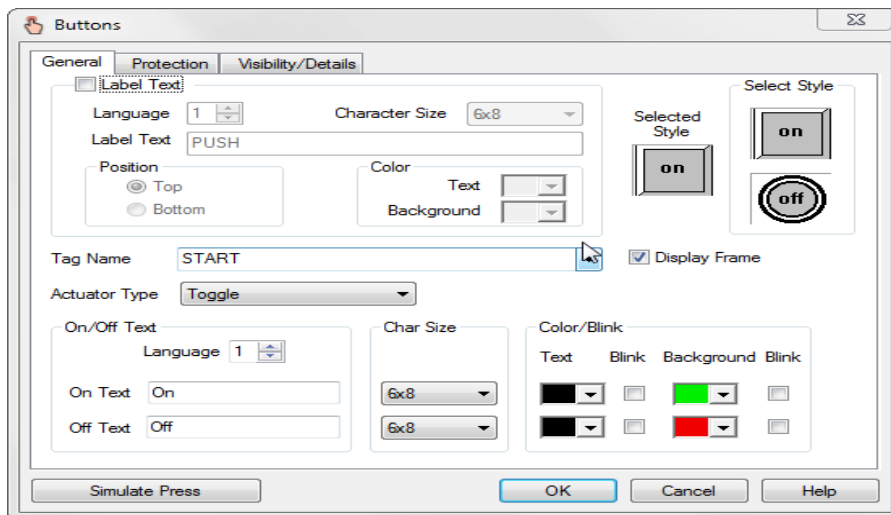 Buttons
General Protection Visibility/Details
Label Text
Select Style
Language 1 Character Size 6x8
Selected Style
on
Label Text PUSH
on
Position Color
Top Text
off
Bottom Background
Tag Name START Display Frame
Actuator Type Toggle
On/Off Text Char Size Color/Blink
Language 1 Text Blink Background Blink
On Text On 6x8
Off Text Off 6x8
Simulate Press OK Cancel Help